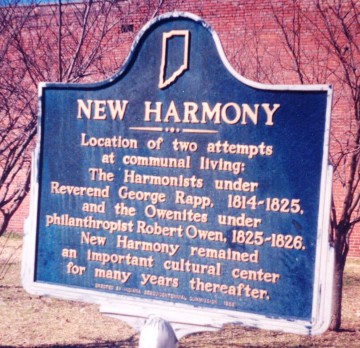 NEW HARMONY
Location of two attempts
at communal living:
The Harmonists under
Reverend George Rapp, 1814-1825,
and the Owenites under
philanthropist Robert Owen, 1825-1826.
New Harmony remained
an important cultural center
for many years thereafter.